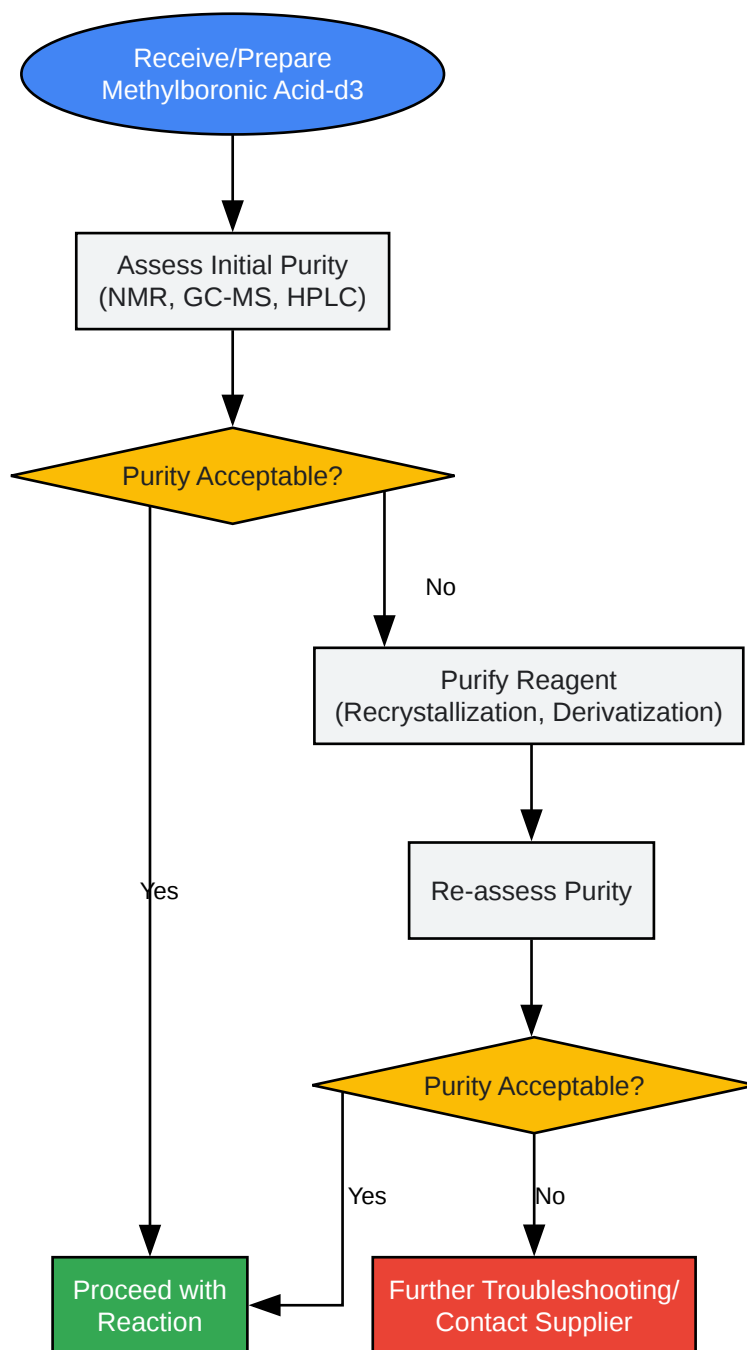 Receive/Prepare
Methylboronic Acid-d3
Assess Initial Purity
(NMR, GC-MS, HPLC)
Purity Acceptable?
No
Purify Reagent
(Recrystallization, Derivatization)
Yes
Re-assess Purity
Purity Acceptable?
Yes
No
Proceed with
Reaction
Further Troubleshooting/
Contact Supplier